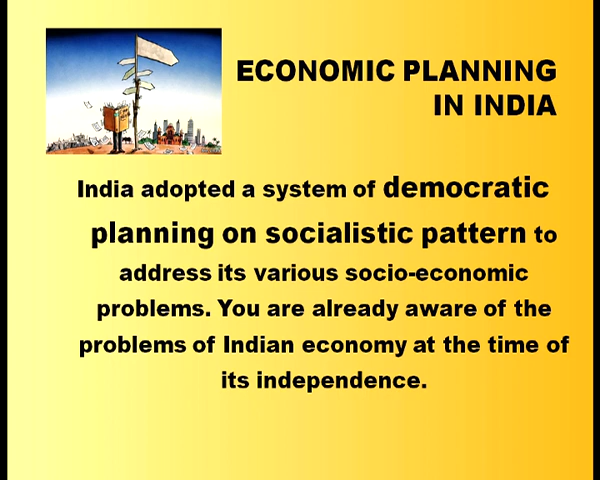 ECONOMIC PLANNING
IN INDIA
India adopted a system of democratic
planning on socialistic pattern to
address its various socio-economic
problems. You are already aware of the
problems of Indian economy at the time of
its independence.